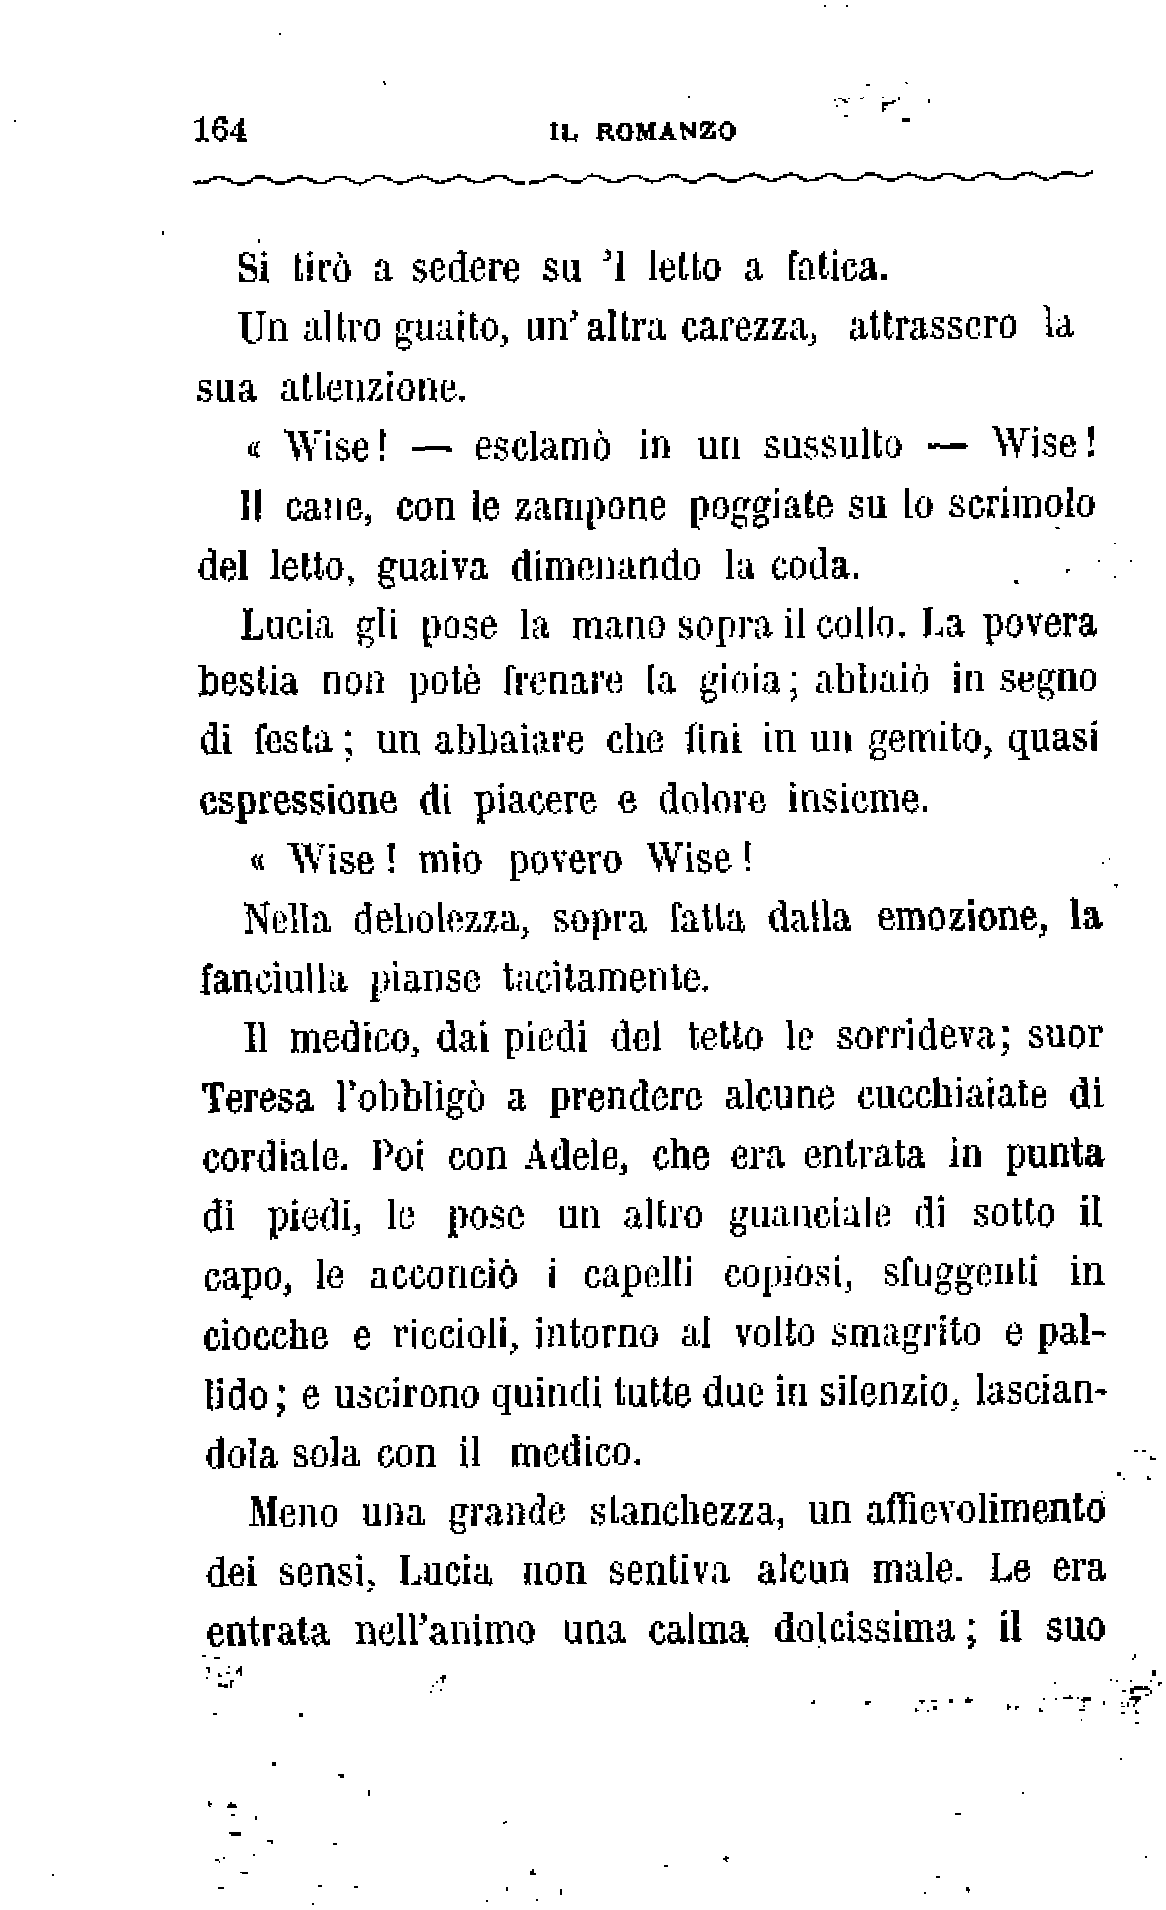 164 IL ROMANZO
Si tirò a sedere su 'l letto a fatica.
Un altro guaito, un' altra carezza, attrassero la
sua attenzione.
« Wise! — esclamò in un sussulto — Wise!
Il cane, con le zampone poggiate su lo scrimolo
del letto, guaiva dimenando la coda.
Lucia gli pose la mano sopra il collo. La povera
bestia non potè frenare la gioia; abbaiò in segno
di festa; un abbaiare che finì in un gemito, quasi
espressione di piacere e dolore insieme.
« Wise! mio povero Wise!
Nella debolezza, sopra fatta dalla emozione, la
fanciulla pianse tacitamente.
Il medico, dai piedi del letto le sorrideva; suor
Teresa l'obbligò a prendere alcune cucchiaiate di
cordiale. Poi con Adele, che era entrata in punta
di piedi, le pose un altro guanciale di sotto il
capo, le acconciò i capelli copiosi, sfuggenti in
ciocche e riccioli, intorno al volto smagrito e pal-
lido; e uscirono quindi tutte due in silenzio, lascian-
dola sola con il medico.
Meno una grande stanchezza, un affievolimento
dei sensi, Lucia non sentiva alcun male. Le era
entrata nell'animo una calma dolcissima; il suo